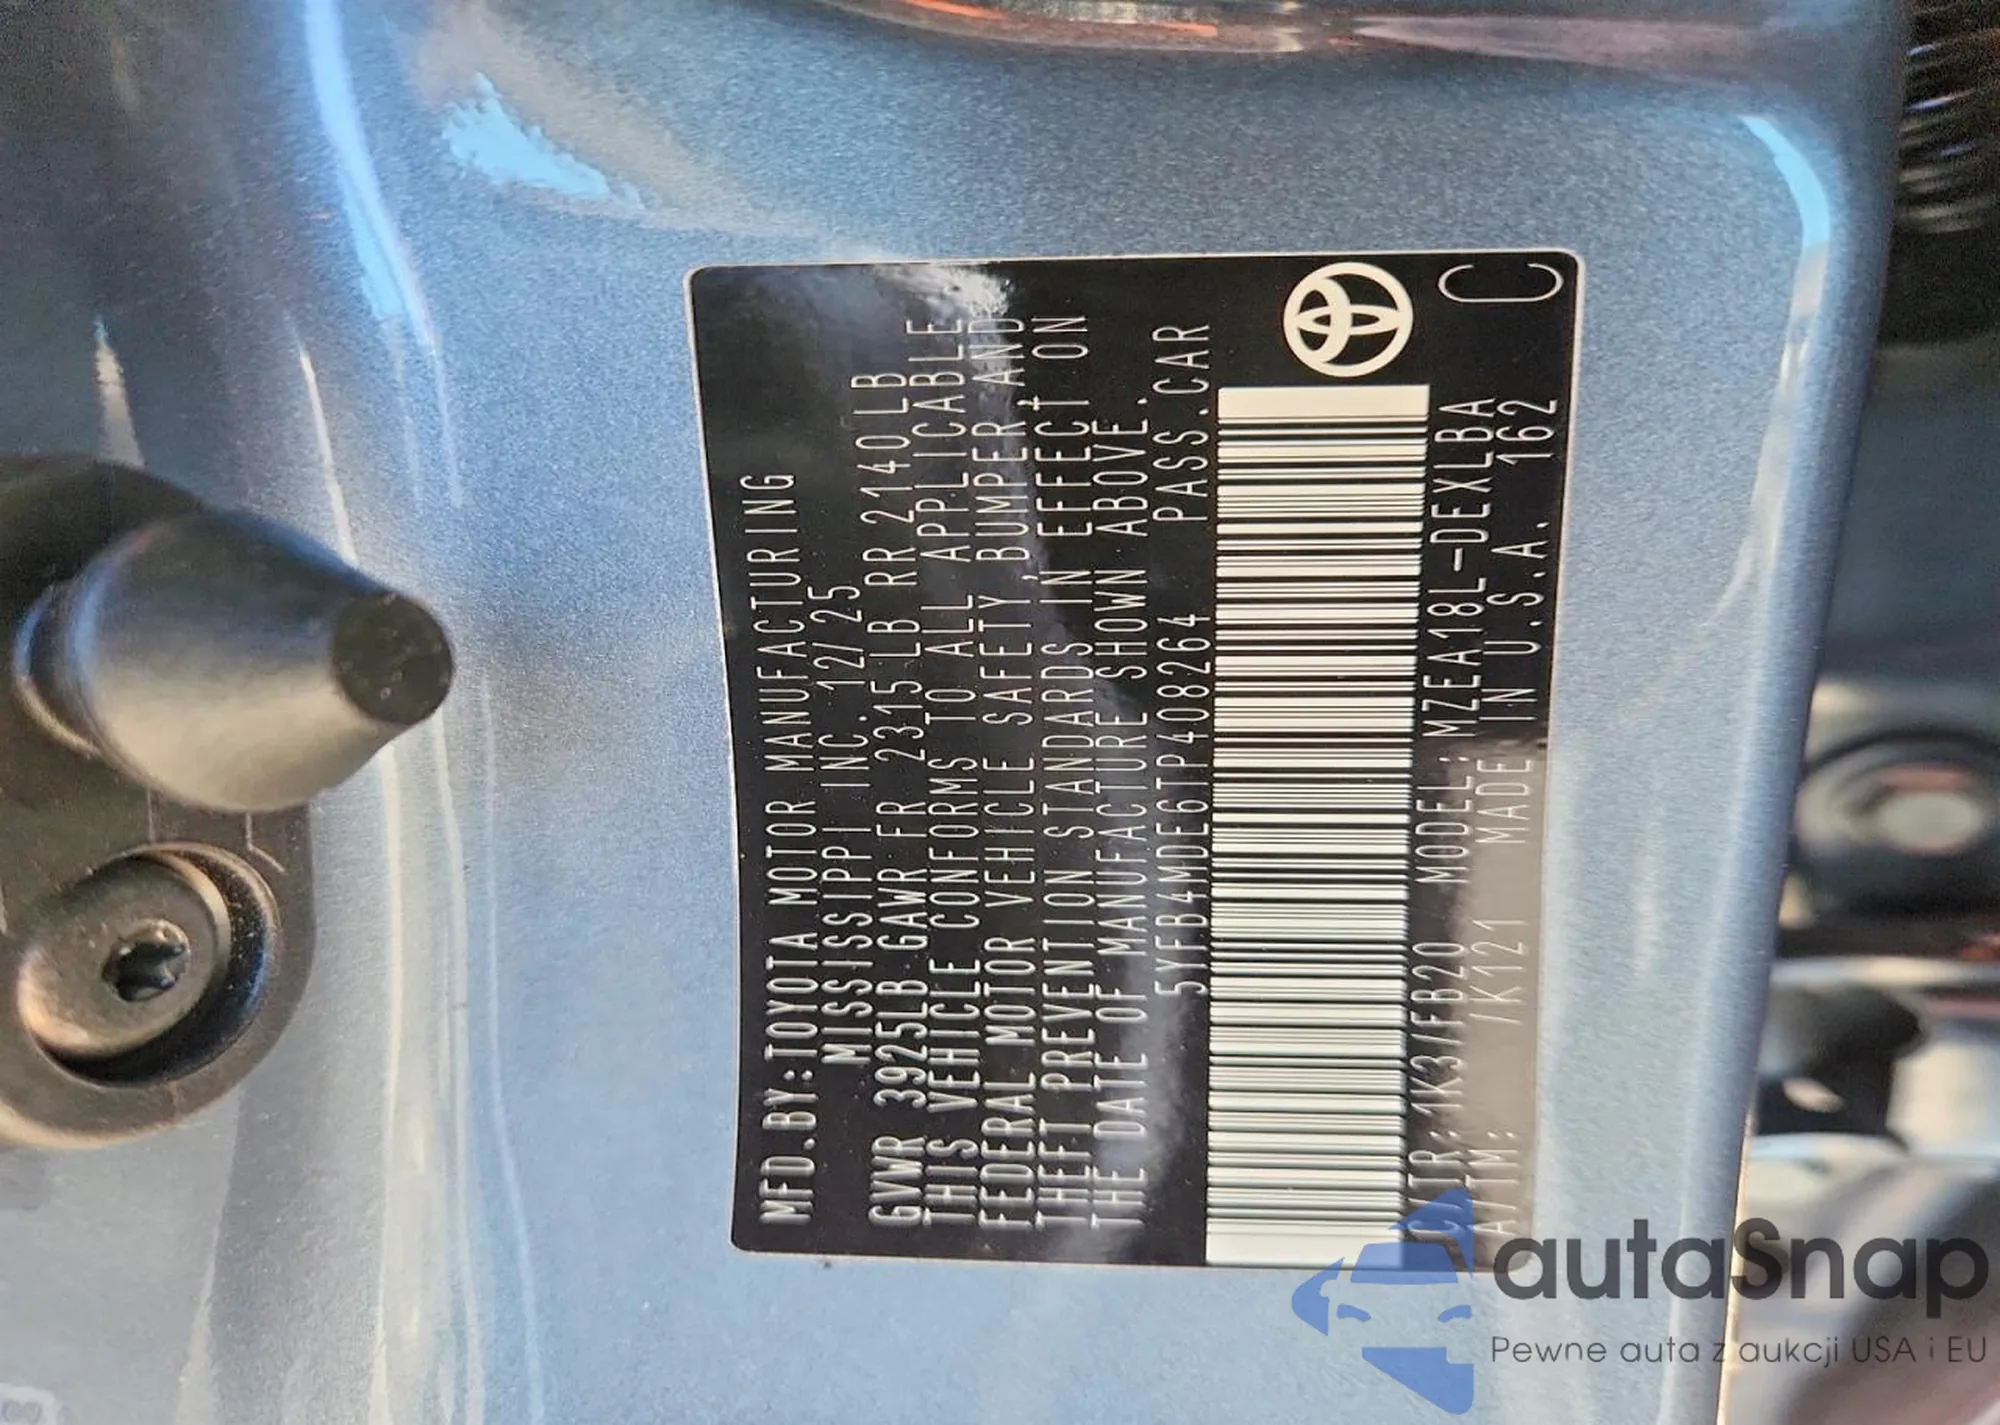 MFD.BY:TOYOTA MOTOR MANUFACTURING
MISSISSIPPI INC. 12/25
GVWR 3925LB GAWR FR 2315LB RR 2140LB
THIS VEHICLE CONFORMS TO ALL APPLICABLE
FEDERAL MOTOR VEHICLE SAFETY, BUMPER, AND
THEFT PREVENTION STANDARDS IN EFFECT ON
THE DATE OF MANUFACTURE SHOWN ABOVE.
5YFB4MDE6TP408264 PASS.CAR
C/TR: 1K3/FB20 MODEL: MZEA18L-DEXLBA
A/TM: /K121 MADE IN U.S.A. 162
C
autaSnap
Pewne auta z aukcji USA i EU